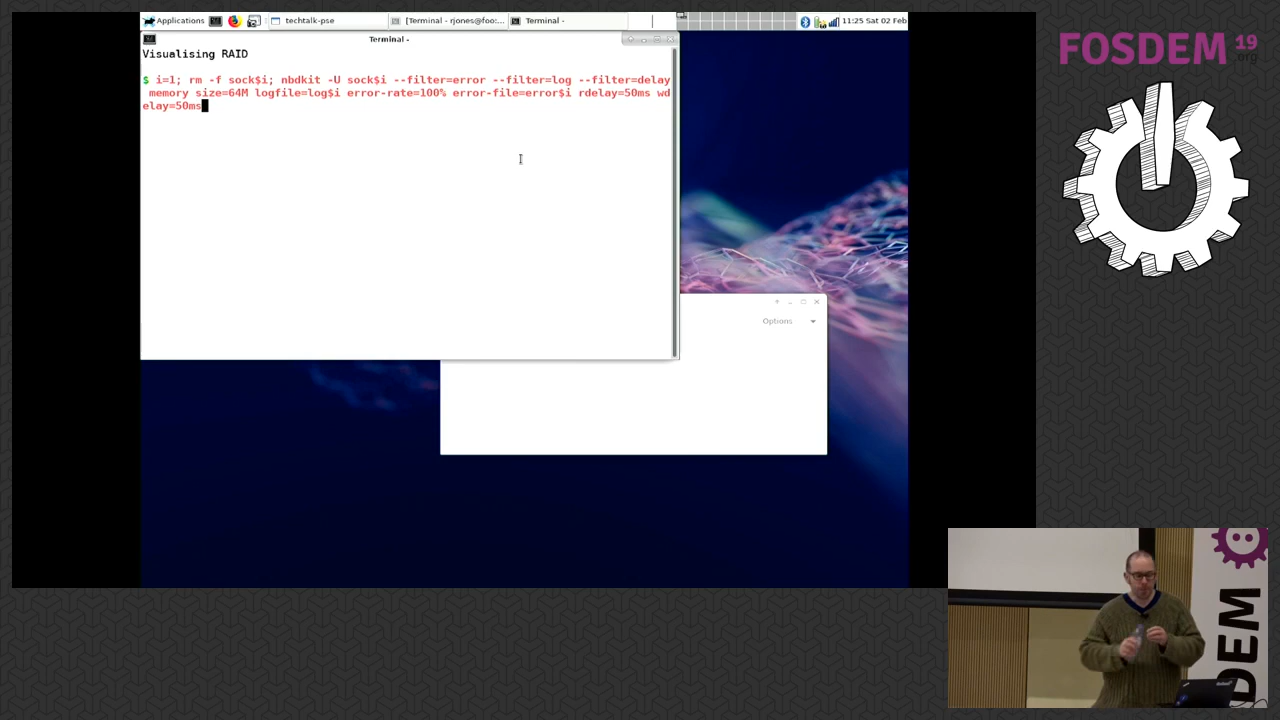 Applications
techtalk-pse
[Terminal - rjones@foo:...
Terminal -
11:25 Sat 02 Feb
Terminal -
Visualising RAID
$ i=1; rm -f sock$i; nbdkit -U sock$i --filter=error --filter=log --filter=delay
memory size=64M logfile=log$i error-rate=100% error-file=error$i rdelay=50ms wd
elay=50ms
Options
FOSDEM 19
.org
DEM